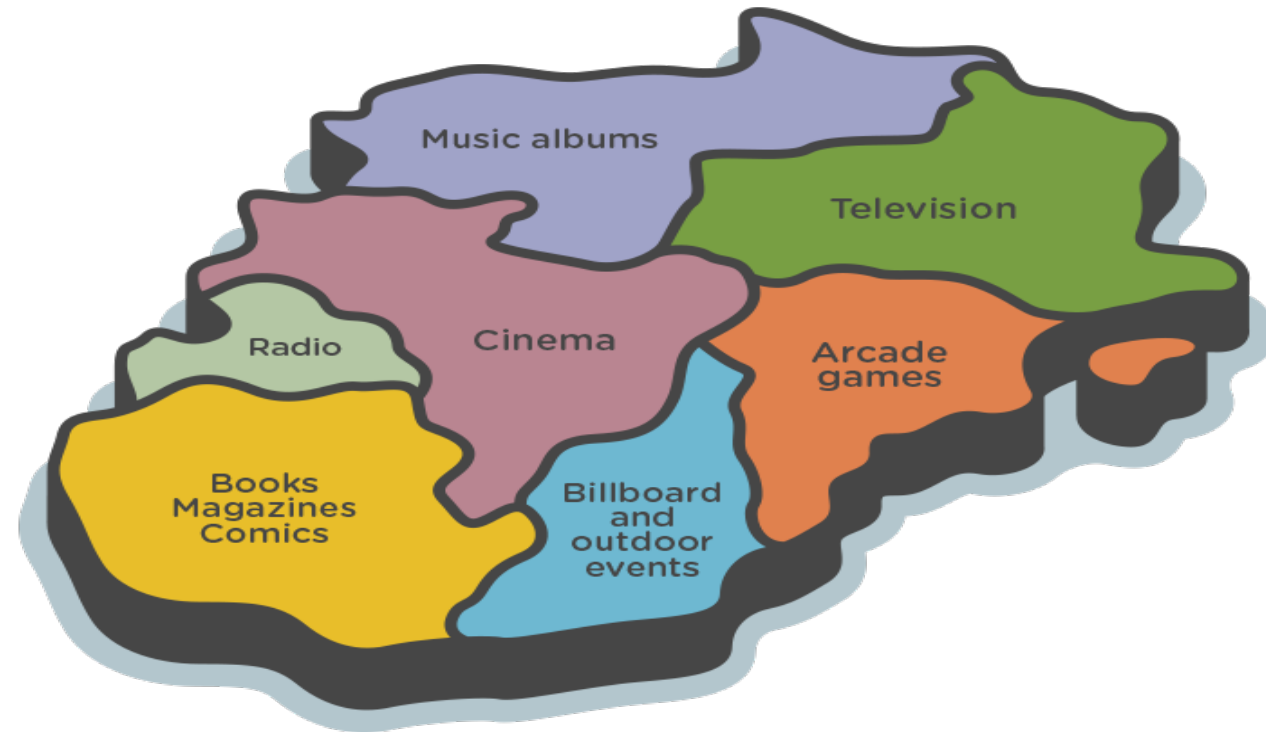 Music albums
Television
Cinema
Radio
Arcade
games
Books
Magazines
Comics
Billboard
and
outdoor
events